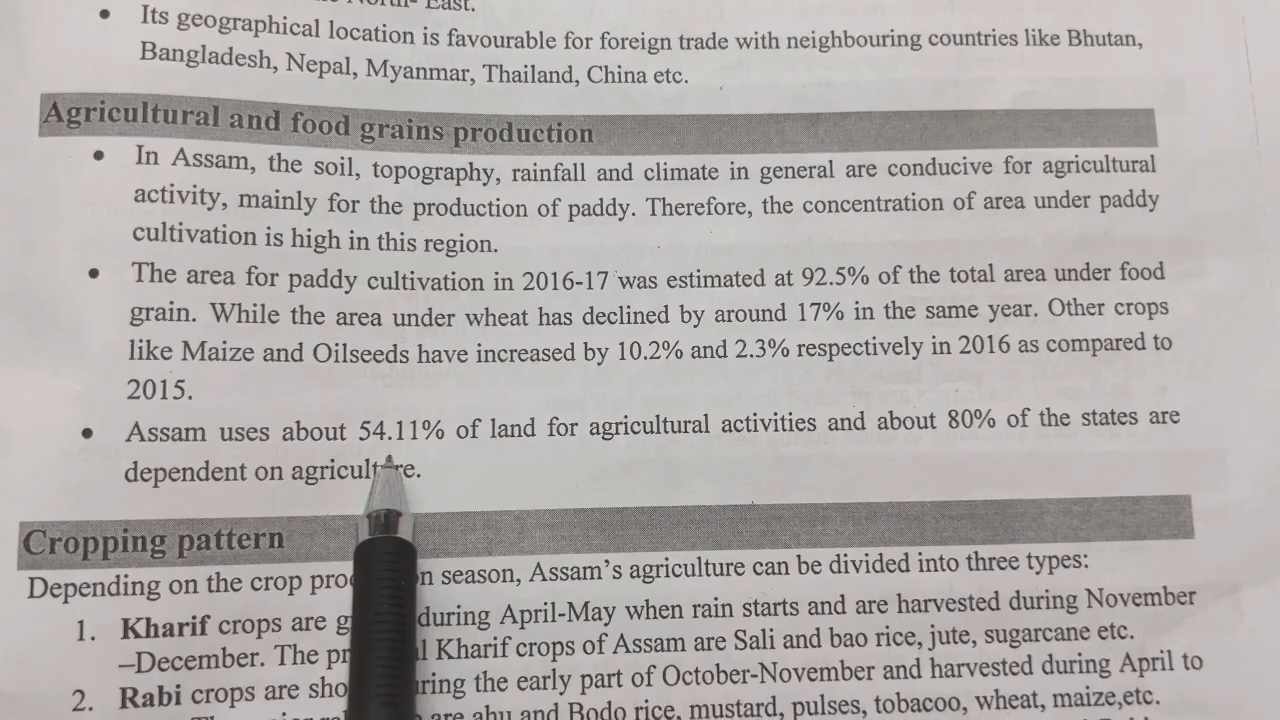 East.
• Its geographical location is favourable for foreign trade with neighbouring countries like Bhutan,
Bangladesh, Nepal, Myanmar, Thailand, China etc.
Agricultural and food grains production
• In Assam, the soil, topography, rainfall and climate in general are conducive for agricultural
activity, mainly for the production of paddy. Therefore, the concentration of area under paddy
cultivation is high in this region.
• The area for paddy cultivation in 2016-17 was estimated at 92.5% of the total area under food
grain. While the area under wheat has declined by around 17% in the same year. Other crops
like Maize and Oilseeds have increased by 10.2% and 2.3% respectively in 2016 as compared to
2015.
• Assam uses about 54.11% of land for agricultural activities and about 80% of the states are
dependent on agriculture.
Cropping pattern
Depending on the crop season, Assam's agriculture can be divided into three types:
1. Kharif crops are during April-May when rain starts and are harvested during November
–December. The Kharif crops of Assam are Sali and bao rice, jute, sugarcane etc.
2. Rabi crops are the early part of October-November and harvested during April to
are ahu and Bodo rice, mustard, pulses, tobacoo, wheat, maize,etc.